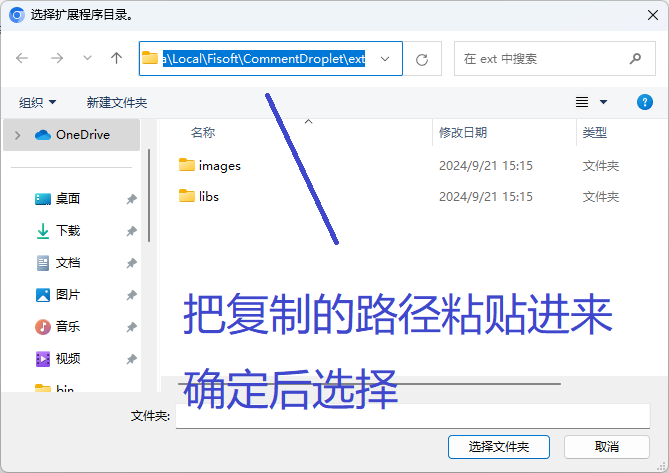 选择扩展程序目录。
a\Local\Fisoft\CommentDroplet\ext
在 ext 中搜索
组织
新建文件夹
?
OneDrive
桌面
下载
文档
图片
音乐
视频
bin
名称
修改日期
类型
images
2024/9/21 15:15
文件夹
libs
2024/9/21 15:15
文件夹
把复制的路径粘贴进来
确定后选择
文件夹:
选择文件夹
取消